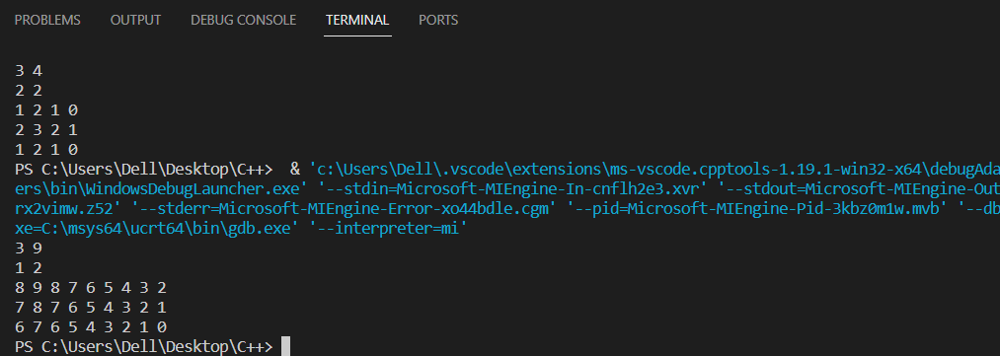 PROBLEMS OUTPUT DEBUG CONSOLE TERMINAL PORTS
3 4
2 2
1 2 1 0
2 3 2 1
1 2 1 0
PS C:\Users\Dell\Desktop\C++>  & 'c:\Users\Dell\.vscode\extensions\ms-vscode.cpptools-1.19.1-win32-x64\debugAda
ers\bin\WindowsDebugLauncher.exe' '--stdin=Microsoft-MIEngine-In-cnflh2e3.xvr' '--stdout=Microsoft-MIEngine-Out
rx2vimw.z52' '--stderr=Microsoft-MIEngine-Error-xo44bdle.cgm' '--pid=Microsoft-MIEngine-Pid-3kbz0m1w.mvb' '--db
xe=C:\msys64\ucrt64\bin\gdb.exe' '--interpreter=mi'
3 9
1 2
8 9 8 7 6 5 4 3 2
7 8 7 6 5 4 3 2 1
6 7 6 5 4 3 2 1 0
PS C:\Users\Dell\Desktop\C++>